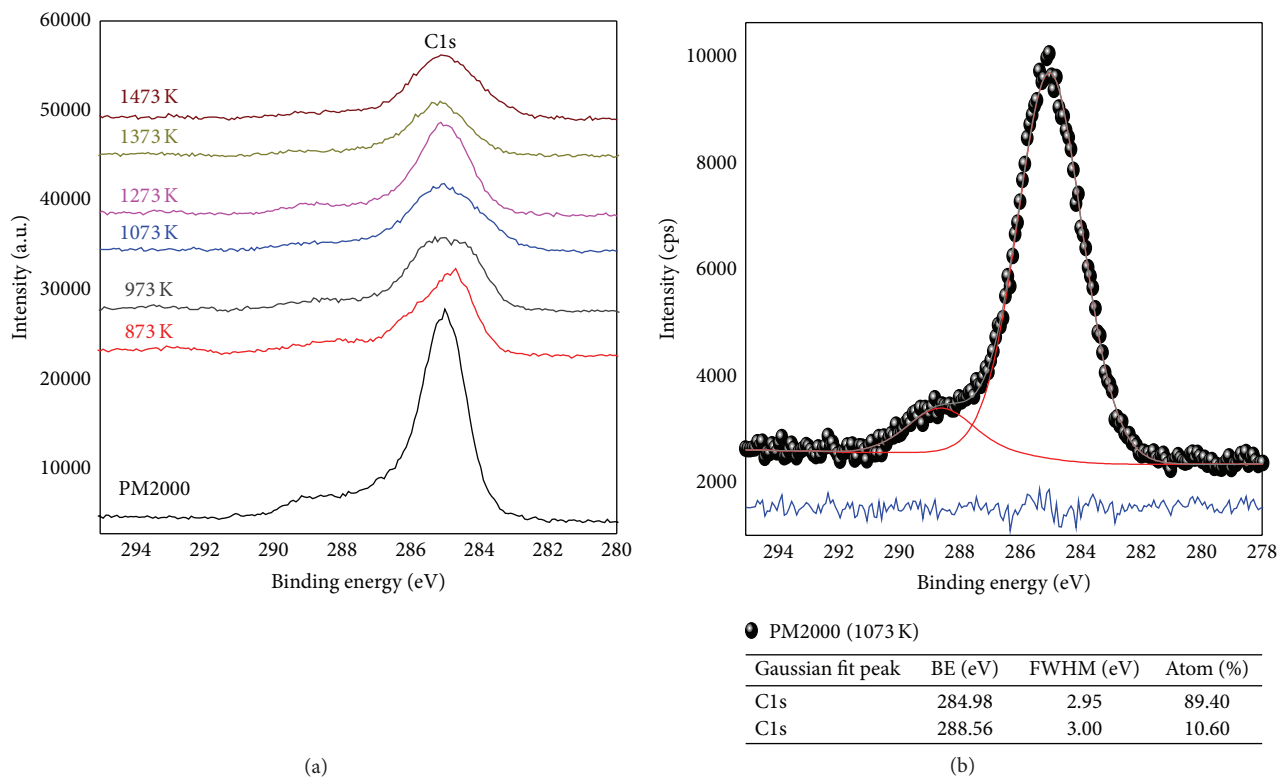 60000
50000
40000
30000
20000
10000
Intensity (a.u.)
C1s
1473 K
1373 K
1273 K
1073 K
973 K
873 K
PM2000
294 292 290 288 286 284 282 280
Binding energy (eV)
(a)
10000
8000
6000
4000
2000
Intensity (cps)
294 292 290 288 286 284 282 280 278
Binding energy (eV)
PM2000 (1073 K)
Gaussian fit peak BE (eV) FWHM (eV) Atom (%)
C1s 284.98 2.95 89.40
C1s 288.56 3.00 10.60
(b)